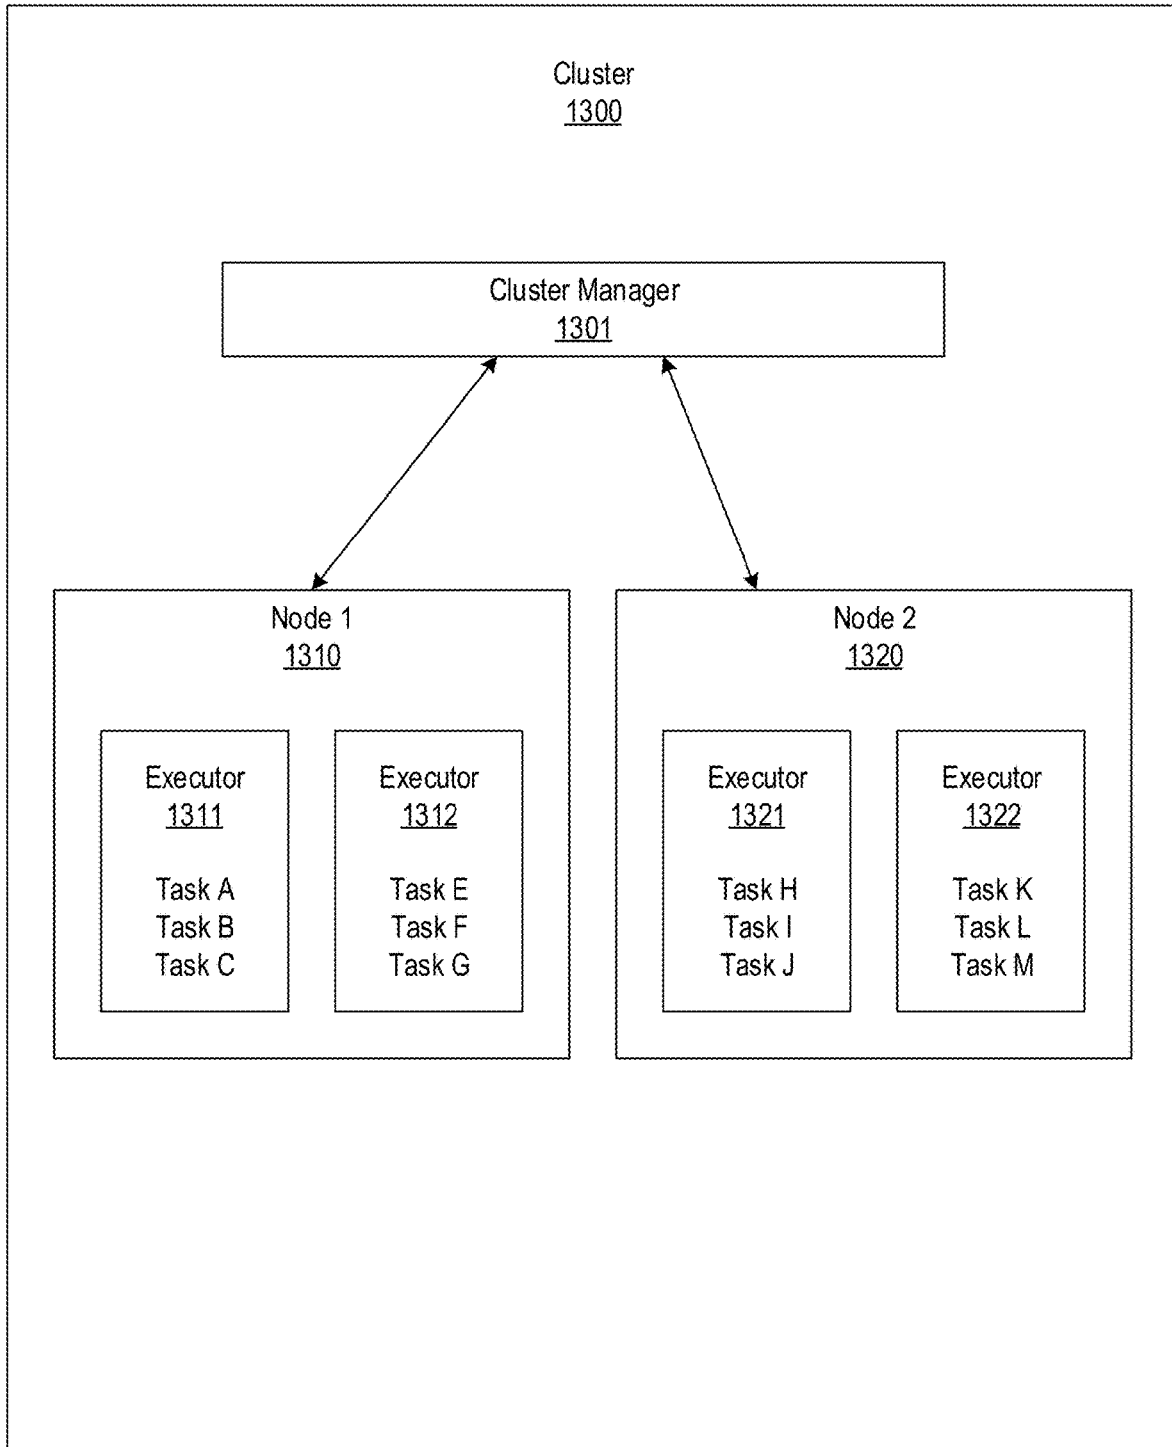 Cluster
1300
Cluster Manager
1301
Node 1
1310
Executor
1311
Task A
Task B
Task C
Executor
1312
Task E
Task F
Task G
Node 2
1320
Executor
1321
Task H
Task I
Task J
Executor
1322
Task K
Task L
Task M